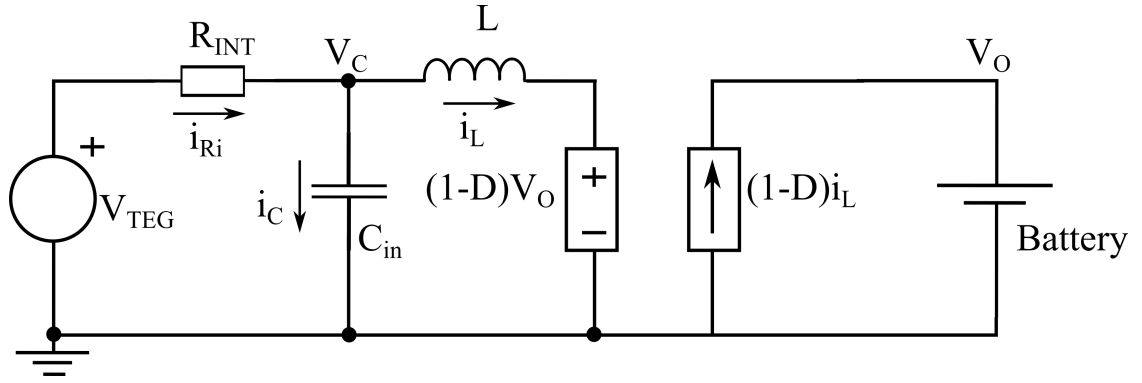 R_INT
V_C
L
V_O
i_Ri
i_L
+
V_TEG
i_C
C_in
(1-D)V_O
+
−
(1-D)i_L
Battery